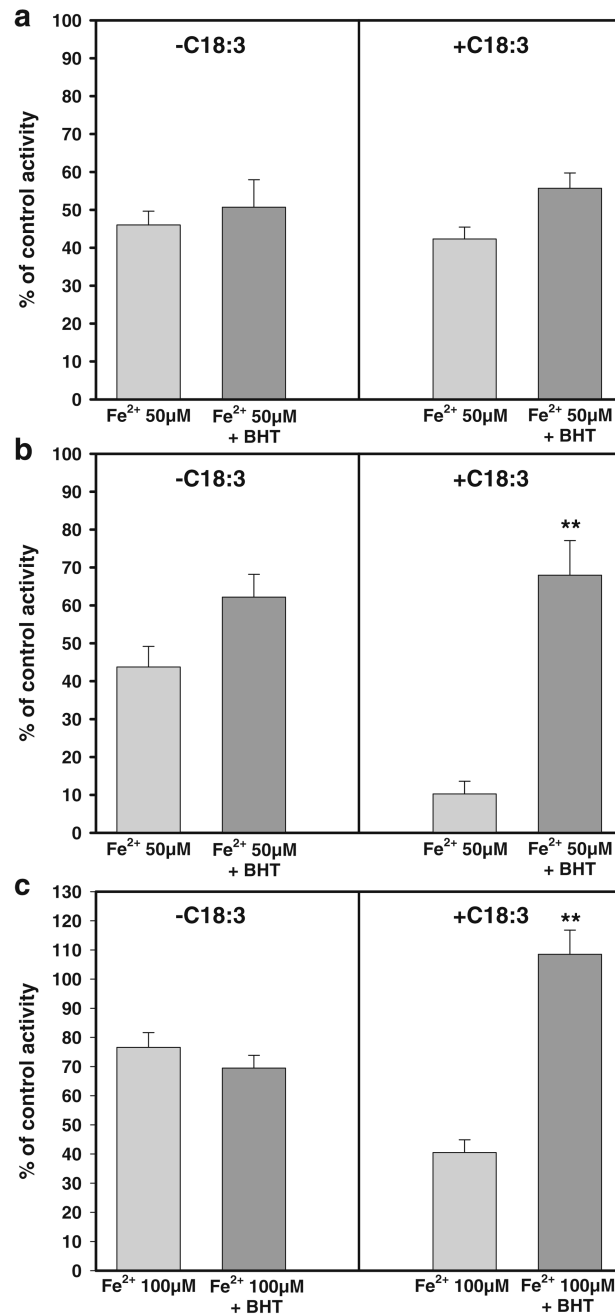 a
-C18:3
+C18:3
100
90
80
70
60
50
40
30
20
10
0
% of control activity
Fe²⁺ 50µM
Fe²⁺ 50µM
+ BHT
Fe²⁺ 50µM
Fe²⁺ 50µM
+ BHT
b
-C18:3
+C18:3
**
100
90
80
70
60
50
40
30
20
10
0
% of control activity
Fe²⁺ 50µM
Fe²⁺ 50µM
+ BHT
Fe²⁺ 50µM
Fe²⁺ 50µM
+ BHT
c
-C18:3
+C18:3
**
130
120
110
100
90
80
70
60
50
40
30
20
10
0
% of control activity
Fe²⁺ 100µM
Fe²⁺ 100µM
+ BHT
Fe²⁺ 100µM
Fe²⁺ 100µM
+ BHT